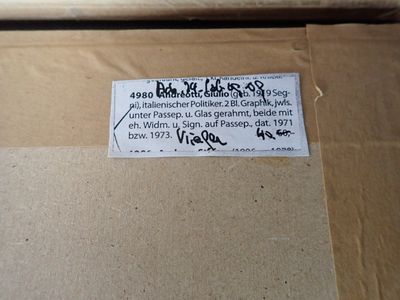 4980 Andreotti, Giulio (geb. 1919 Seg-
ni), italienischer Politiker. 2 Bl. Graphik, jwls.
unter Passep. u. Glas gerahmt, beide mit
eh. Widm. u. Sign. auf Passep., dat. 1971
bzw. 1973. 40 60,-